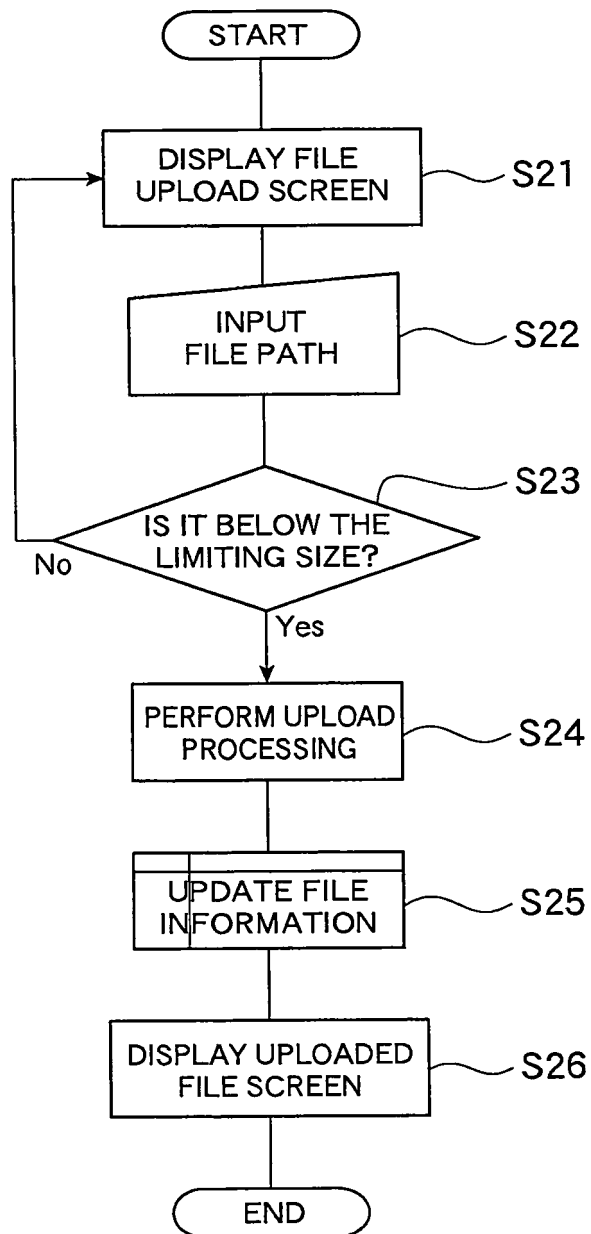 START
DISPLAY FILE
UPLOAD SCREEN
S21
INPUT
FILE PATH
S22
S23
IS IT BELOW THE
LIMITING SIZE?
No
Yes
PERFORM UPLOAD
PROCESSING
S24
UPDATE FILE
INFORMATION
S25
DISPLAY UPLOADED
FILE SCREEN
S26
END